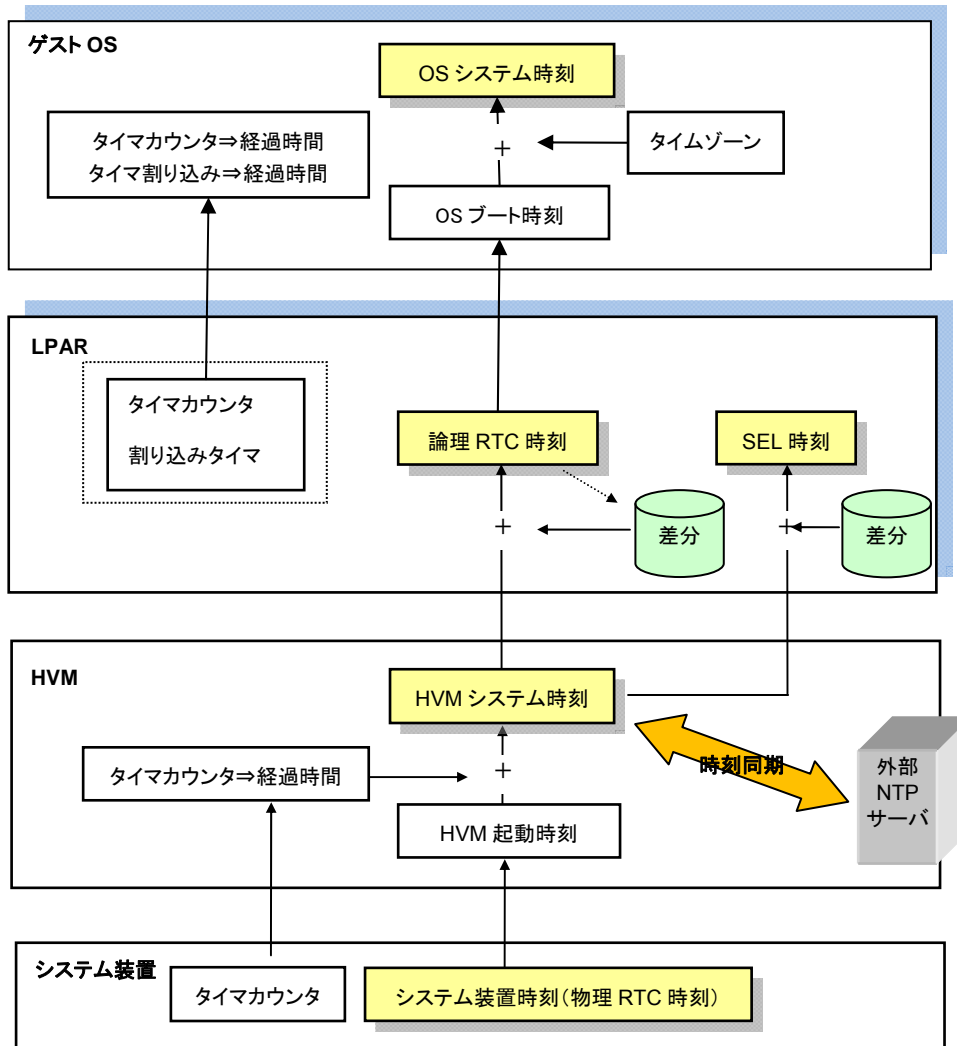 ゲスト OS
OS システム時刻
タイマカウンタ⇒経過時間
タイマ割り込み⇒経過時間
+
タイムゾーン
OS ブート時刻
LPAR
タイマカウンタ
割り込みタイマ
論理 RTC 時刻
SEL 時刻
+
差分
+
差分
HVM
HVM システム時刻
時刻同期
外部
NTP
サーバ
タイマカウンタ⇒経過時間
+
HVM 起動時刻
システム装置
タイマカウンタ
システム装置時刻(物理 RTC 時刻)